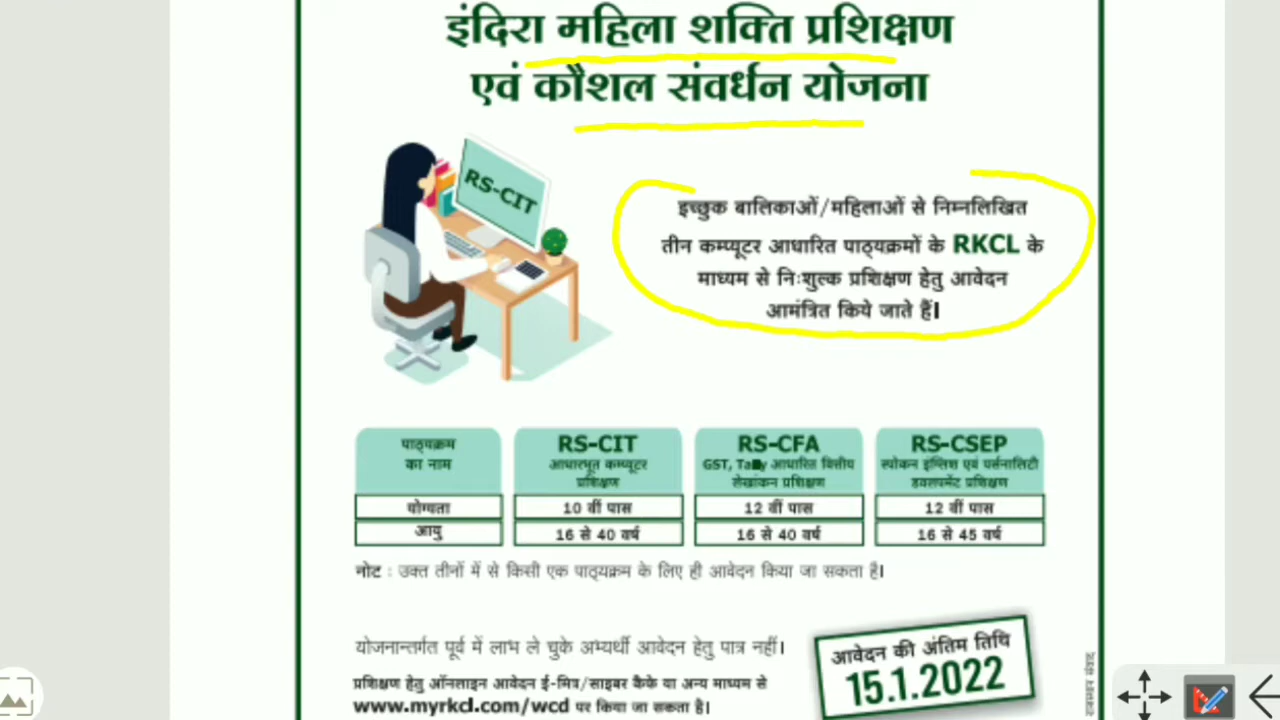 इंदिरा महिला शक्ति प्रशिक्षण
एवं कौशल संवर्धन योजना
RS-CIT
इच्छुक बालिकाओं/महिलाओं से निम्नलिखित
तीन कम्प्यूटर आधारित पाठ्यक्रमों के RKCL के
माध्यम से निःशुल्क प्रशिक्षण हेतु आवेदन
आमंत्रित किये जाते हैं।
पाठ्यक्रम का नाम RS-CIT आधारभूत कम्प्यूटर प्रशिक्षण RS-CFA GST, Tally आधारित वित्तीय लेखांकन प्रशिक्षण RS-CSEP स्पोकन इंग्लिश एवं पर्सनालिटी डवलपमेंट प्रशिक्षण
योग्यता 10 वीं पास 12 वीं पास 12 वीं पास
आयु 16 से 40 वर्ष 16 से 40 वर्ष 16 से 45 वर्ष
नोट : उक्त तीनों में से किसी एक पाठ्यक्रम के लिए ही आवेदन किया जा सकता है।
योजनान्तर्गत पूर्व में लाभ ले चुके अभ्यर्थी आवेदन हेतु पात्र नहीं।
प्रशिक्षण हेतु ऑनलाइन आवेदन ई-मित्र/साइबर कैफे या अन्य माध्यम से
www.myrkcl.com/wcd पर किया जा सकता है।
आवेदन की अंतिम तिथि
15.1.2022